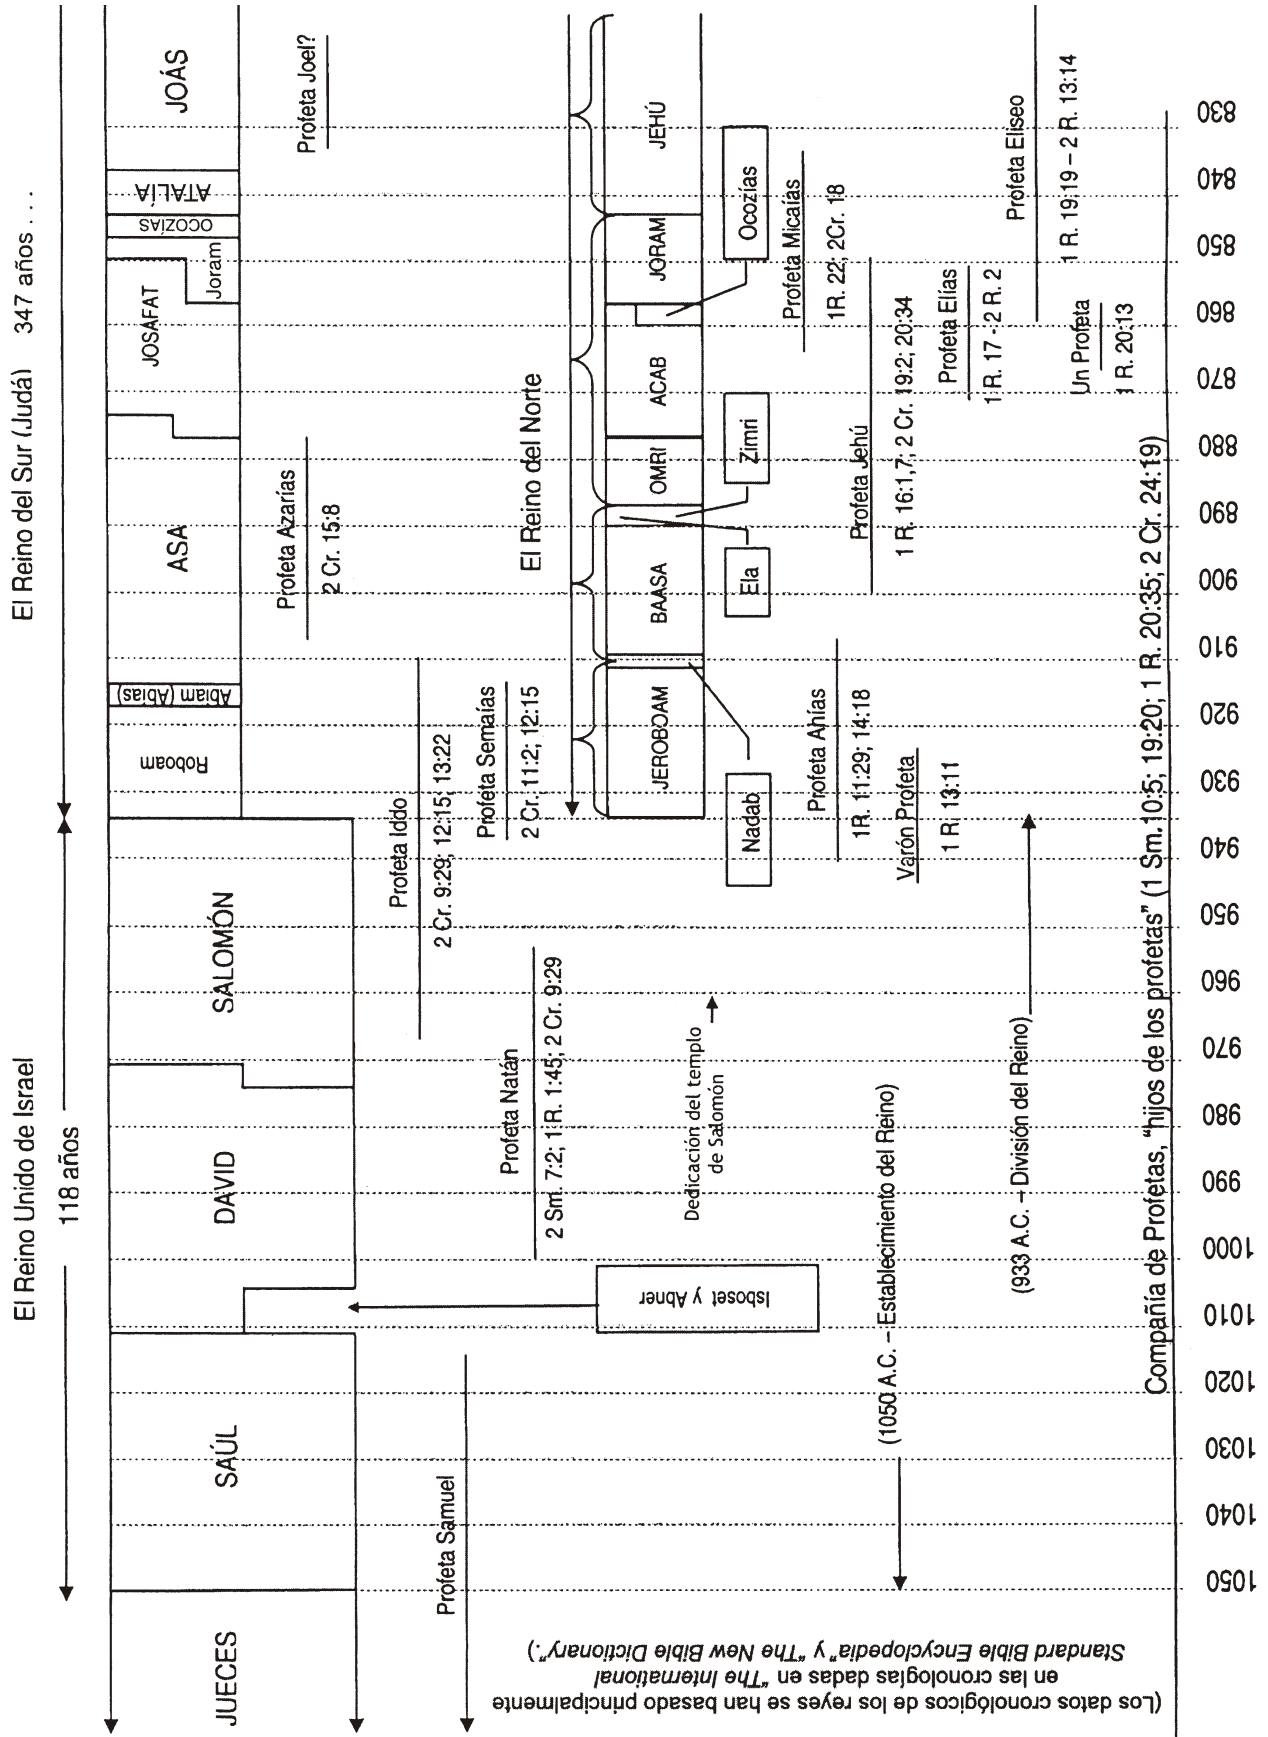 El Reino Unido de Israel
118 años
El Reino del Sur (Judá) 347 años . . .
JUECES
SAÚL
DAVID
SALOMÓN
Roboam
Abiam (Abías)
ASA
JOSAFAT
Joram
OCOZÍAS
ATALÍA
JOÁS
Profeta Samuel
Profeta Natán
2 Sm. 7:2; 1 R. 1:45; 2 Cr. 9:29
Profeta Iddo
2 Cr. 9:29; 12:15; 13:22
Profeta Semaías
2 Cr. 11:2; 12:15
Profeta Azarías
2 Cr. 15:8
Profeta Joel?
El Reino del Norte
JEROBOAM
BAASA
OMRI
ACAB
JORAM
JEHÚ
Isboset y Abner
Dedicación del templo
de Salomón
Nadab
Ela
Zimri
Ocozías
Profeta Ahías
1R. 11:29; 14:18
Varón Profeta
1 R. 13:11
Profeta Jehú
1 R. 16:1,7; 2 Cr. 19:2; 20:34
Profeta Micaías
1R. 22; 2Cr. 18
Profeta Elías
1 R. 17 - 2 R. 2
Un Profeta
1 R. 20:13
Profeta Eliseo
1 R. 19:19 – 2 R. 13:14
(1050 A.C. – Establecimiento del Reino)
(933 A.C. – División del Reino)
Compañía de Profetas, “hijos de los profetas” (1 Sm. 10:5; 19:20; 1 R. 20:35; 2 Cr. 24:19)
1050 1040 1030 1020 1010 1000 990 980 970 960 950 940 930 920 910 900 890 880 870 860 850 840 830
(Los datos cronológicos de los reyes se han basado principalmente
en las cronologías dadas en “The International
Standard Bible Encyclopedia” y “The New Bible Dictionary”.)